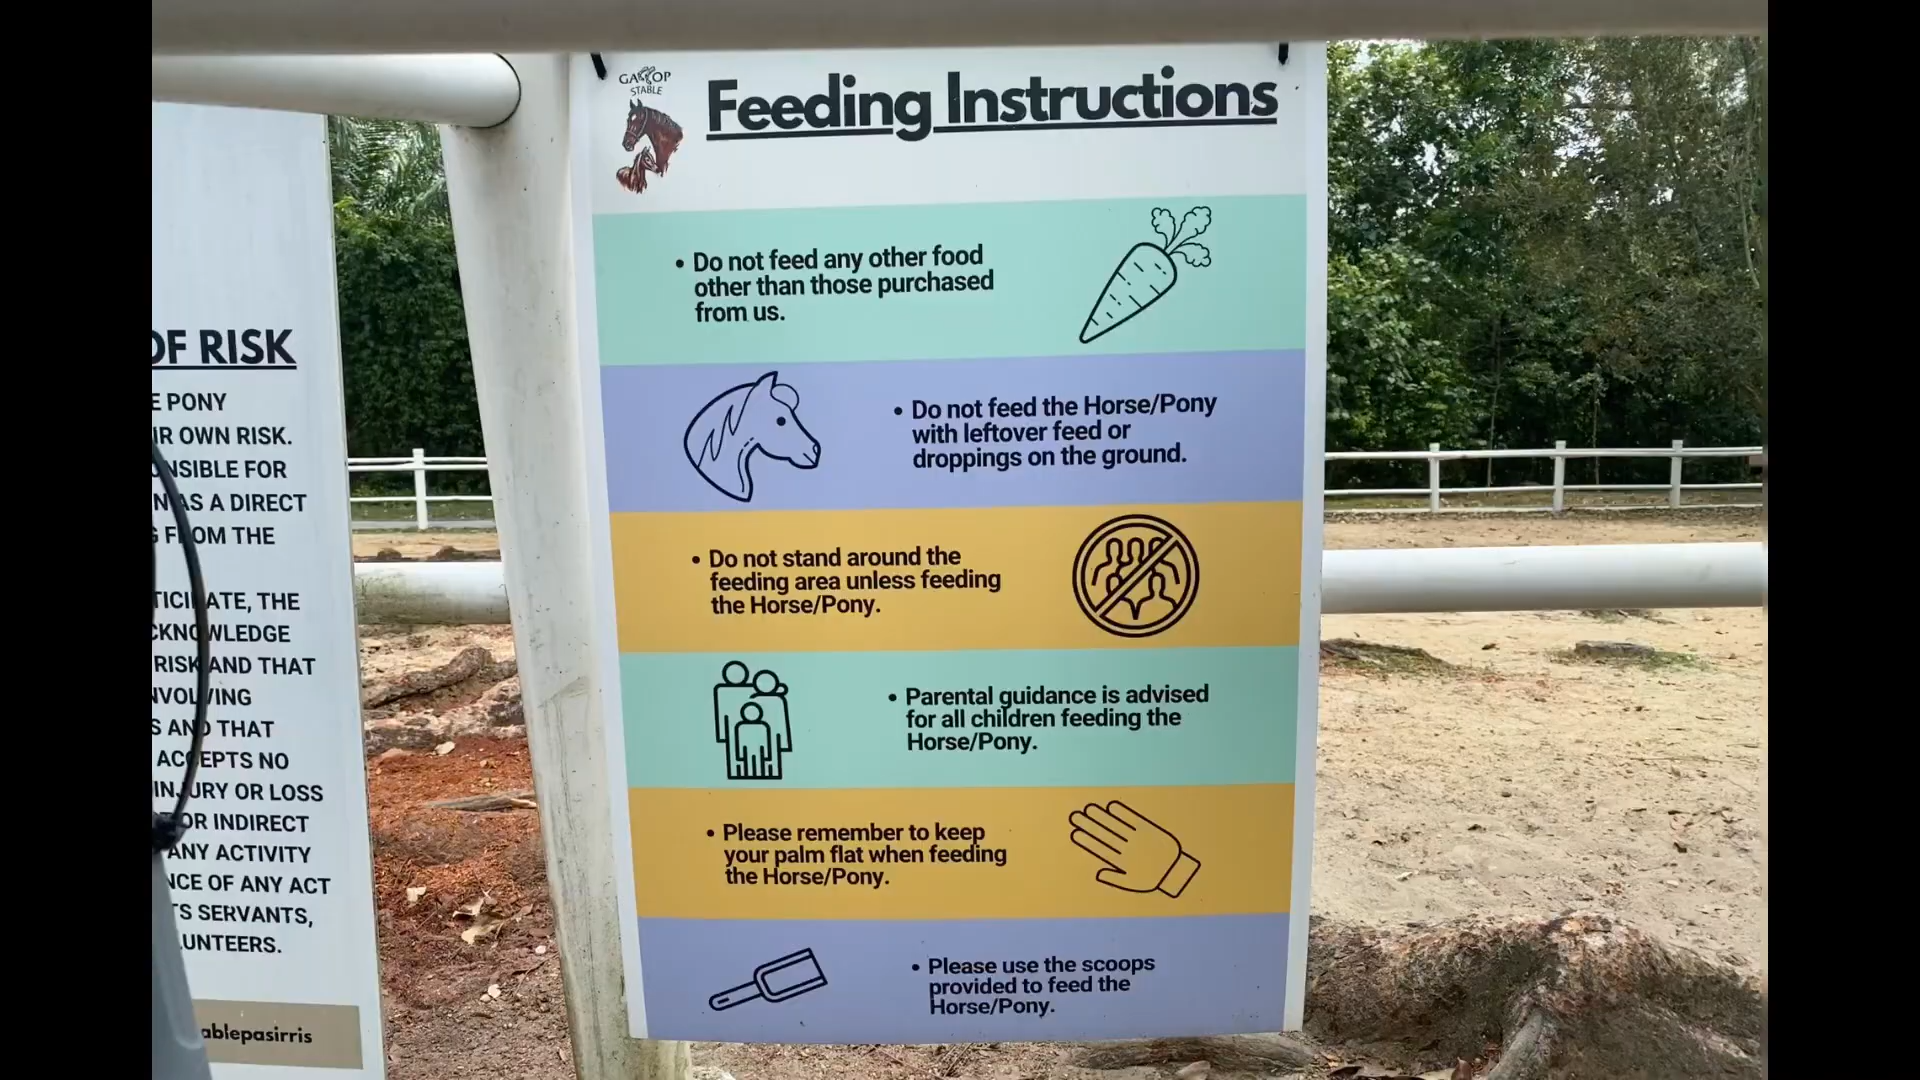 OF RISK
PONY
OWN RISK.
FOR
AS A DIRECT
FROM THE
THE
RISK AND THAT
AND THAT
ACCEPTS NO
INJURY OR LOSS
OR INDIRECT
ANY ACTIVITY
OF ANY ACT
SERVANTS,
GALLOP
STABLE
Feeding Instructions
• Do not feed any other food
other than those purchased
from us.
• Do not feed the Horse/Pony
with leftover feed or
droppings on the ground.
• Do not stand around the
feeding area unless feeding
the Horse/Pony.
• Parental guidance is advised
for all children feeding the
Horse/Pony.
• Please remember to keep
your palm flat when feeding
the Horse/Pony.
• Please use the scoops
provided to feed the
Horse/Pony.